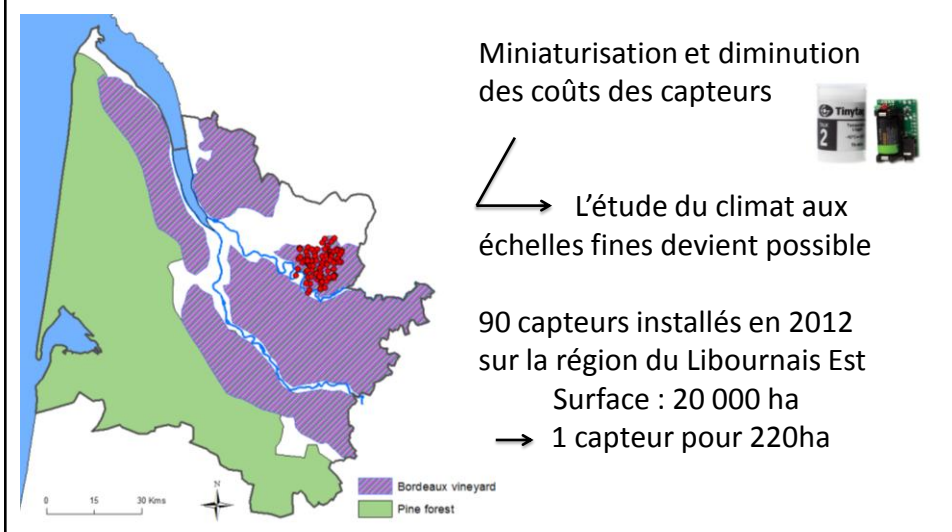 Miniaturisation et diminution
des coûts des capteurs
Tinytag
2
L'étude du climat aux
échelles fines devient possible
90 capteurs installés en 2012
sur la région du Libournais Est
Surface : 20 000 ha
1 capteur pour 220ha
N
0 15 30 Kms
Bordeaux vineyard
Pine forest